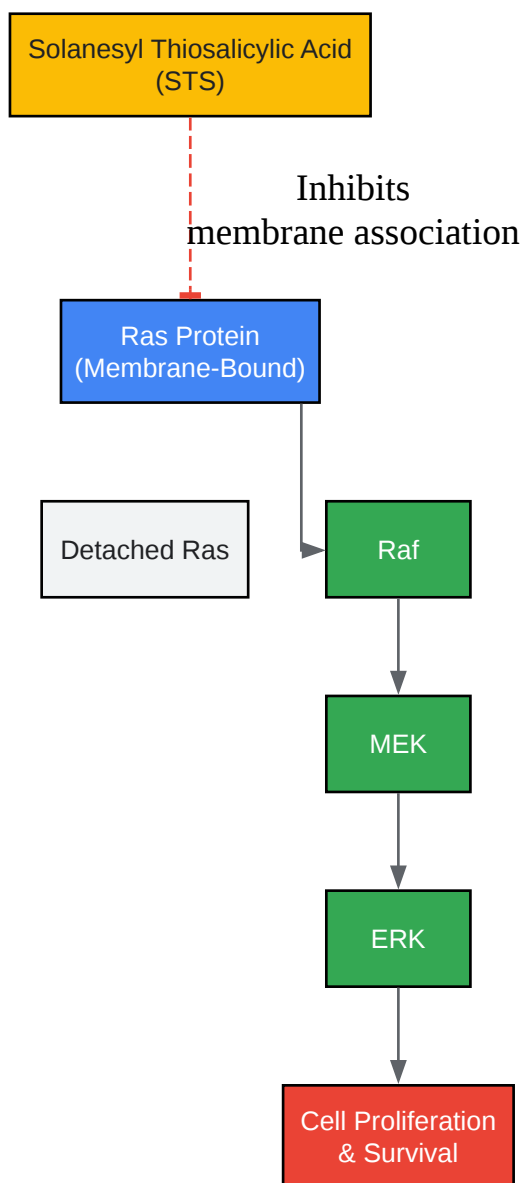 Solanesyl Thiosalicylic Acid
(STS)
Inhibits
membrane association
Ras Protein
(Membrane-Bound)
Detached Ras
Raf
MEK
ERK
Cell Proliferation
& Survival